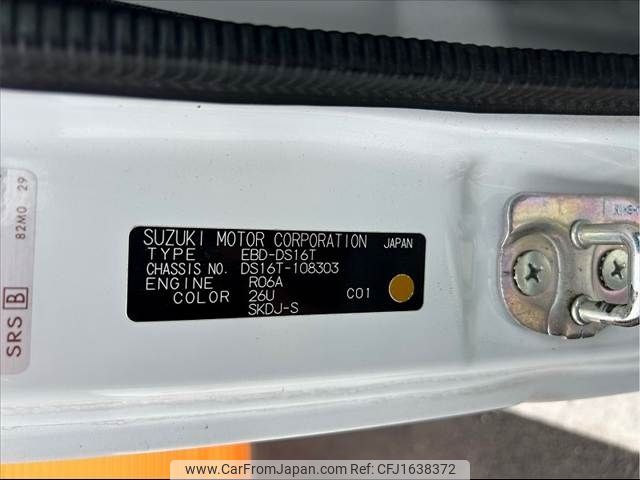 SUZUKI MOTOR CORPORATION JAPAN
TYPE EBD-DS16T
CHASSIS NO. DS16T-108303
ENGINE R06A
COLOR 26U C01
SKDJ-S
SRS B
82M0 29
www.CarFromJapan.com REF:CFJ1638372